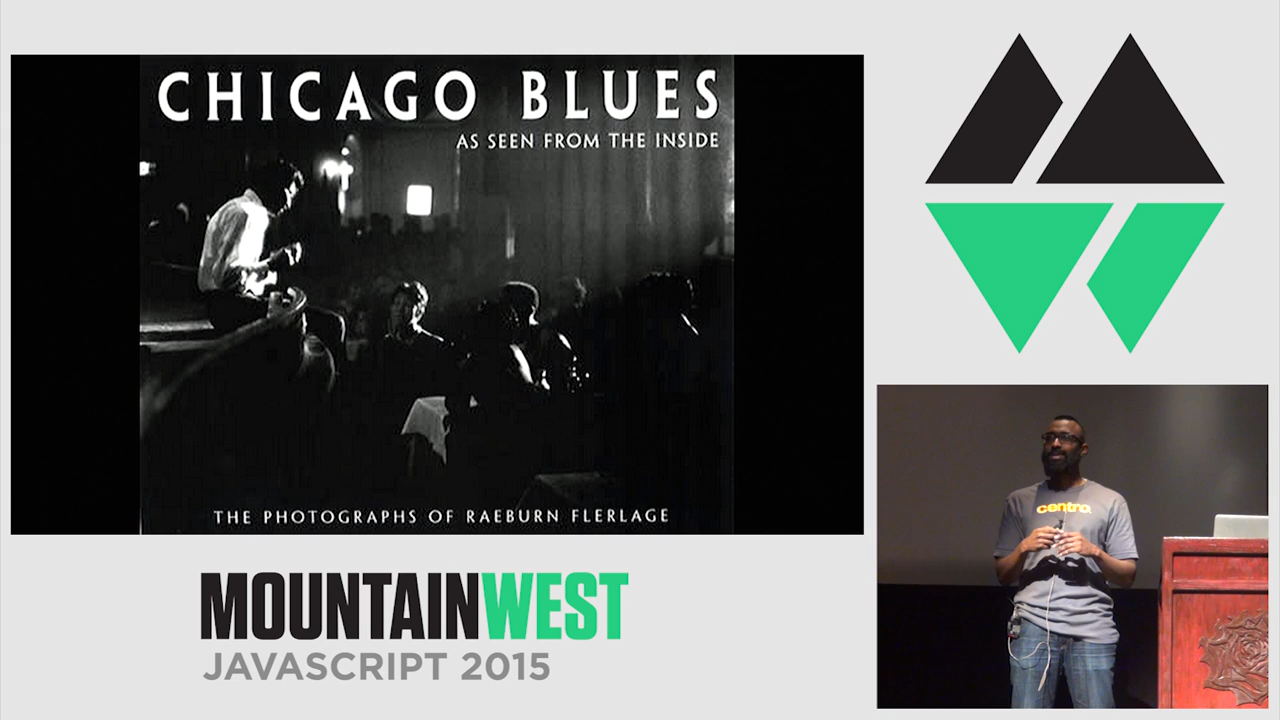 CHICAGO BLUES
AS SEEN FROM THE INSIDE
THE PHOTOGRAPHS OF RAEBURN FLERLAGE
centro.
MOUNTAINWEST
JAVASCRIPT 2015